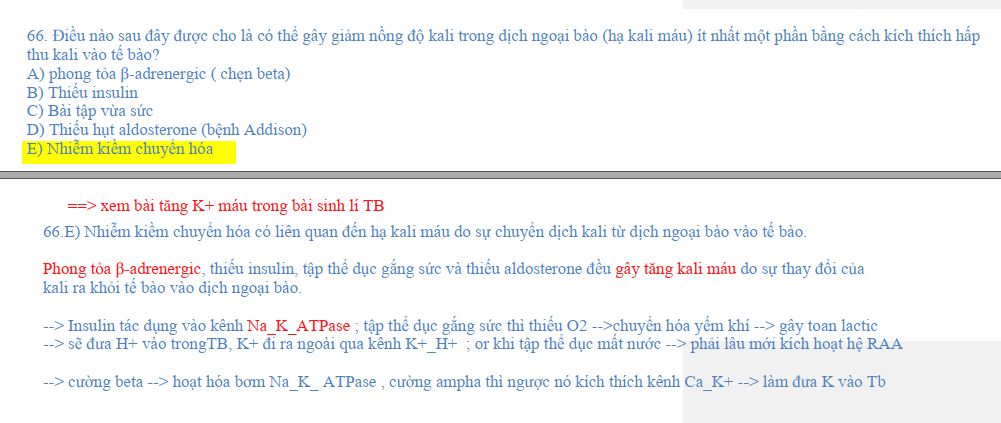 66. Điều nào sau đây được cho là có thể gây giảm nồng độ kali trong dịch ngoại bào (hạ kali máu) ít nhất một phần bằng cách kích thích hấp
thu kali vào tế bào?
A) phong tỏa β-adrenergic ( chẹn beta)
B) Thiếu insulin
C) Bài tập vừa sức
D) Thiếu hụt aldosterone (bệnh Addison)
E) Nhiễm kiềm chuyển hóa
==> xem bài tăng K+ máu trong bài sinh lí TB
66.E) Nhiễm kiềm chuyển hóa có liên quan đến hạ kali máu do sự chuyển dịch kali từ dịch ngoại bào vào tế bào.
Phong tỏa β-adrenergic, thiếu insulin, tập thể dục gắng sức và thiếu aldosterone đều gây tăng kali máu do sự thay đổi của
kali ra khỏi tế bào vào dịch ngoại bào.
--> Insulin tác dụng vào kênh Na_K_ATPase ; tập thể dục gắng sức thì thiếu O2 -->chuyển hóa yếm khí --> gây toan lactic
--> sẽ đưa H+ vào trongTB, K+ đi ra ngoài qua kênh K+_H+ ; or khi tập thể dục mất nước --> phải lâu mới kích hoạt hệ RAA
--> cường beta --> hoạt hóa bơm Na_K_ ATPase , cường ampha thì ngược nó kích thích kênh Ca_K+ --> làm đưa K vào Tb